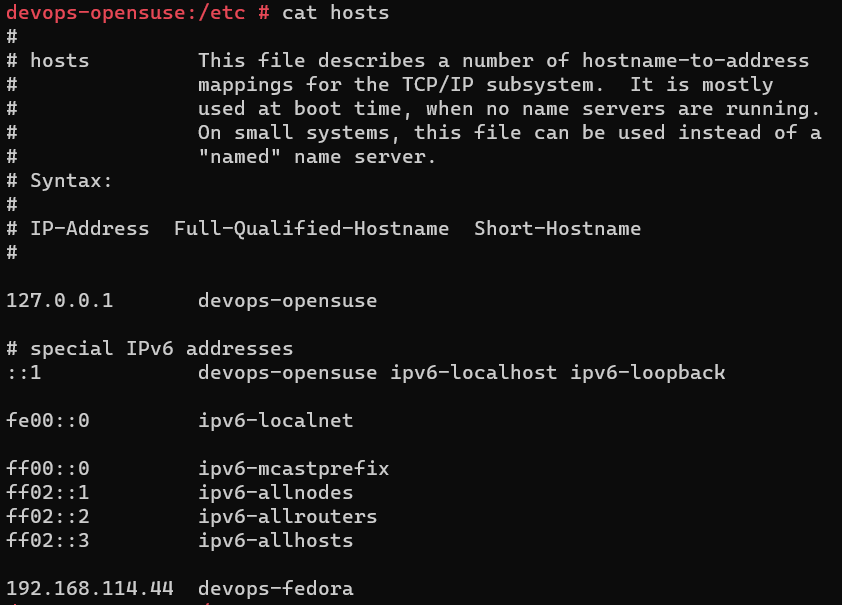 devops-opensuse:/etc # cat hosts
#
# hosts         This file describes a number of hostname-to-address
#               mappings for the TCP/IP subsystem.  It is mostly
#               used at boot time, when no name servers are running.
#               On small systems, this file can be used instead of a
#               "named" name server.
# Syntax:
#
# IP-Address  Full-Qualified-Hostname  Short-Hostname
#

127.0.0.1       devops-opensuse

# special IPv6 addresses
::1             devops-opensuse ipv6-localhost ipv6-loopback

fe00::0         ipv6-localnet

ff00::0         ipv6-mcastprefix
ff02::1         ipv6-allnodes
ff02::2         ipv6-allrouters
ff02::3         ipv6-allhosts

192.168.114.44  devops-fedora